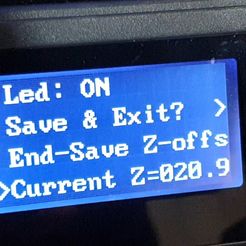 Led: ON
Save & Exit? >
End-Save Z-offs
>Current Z=020.9